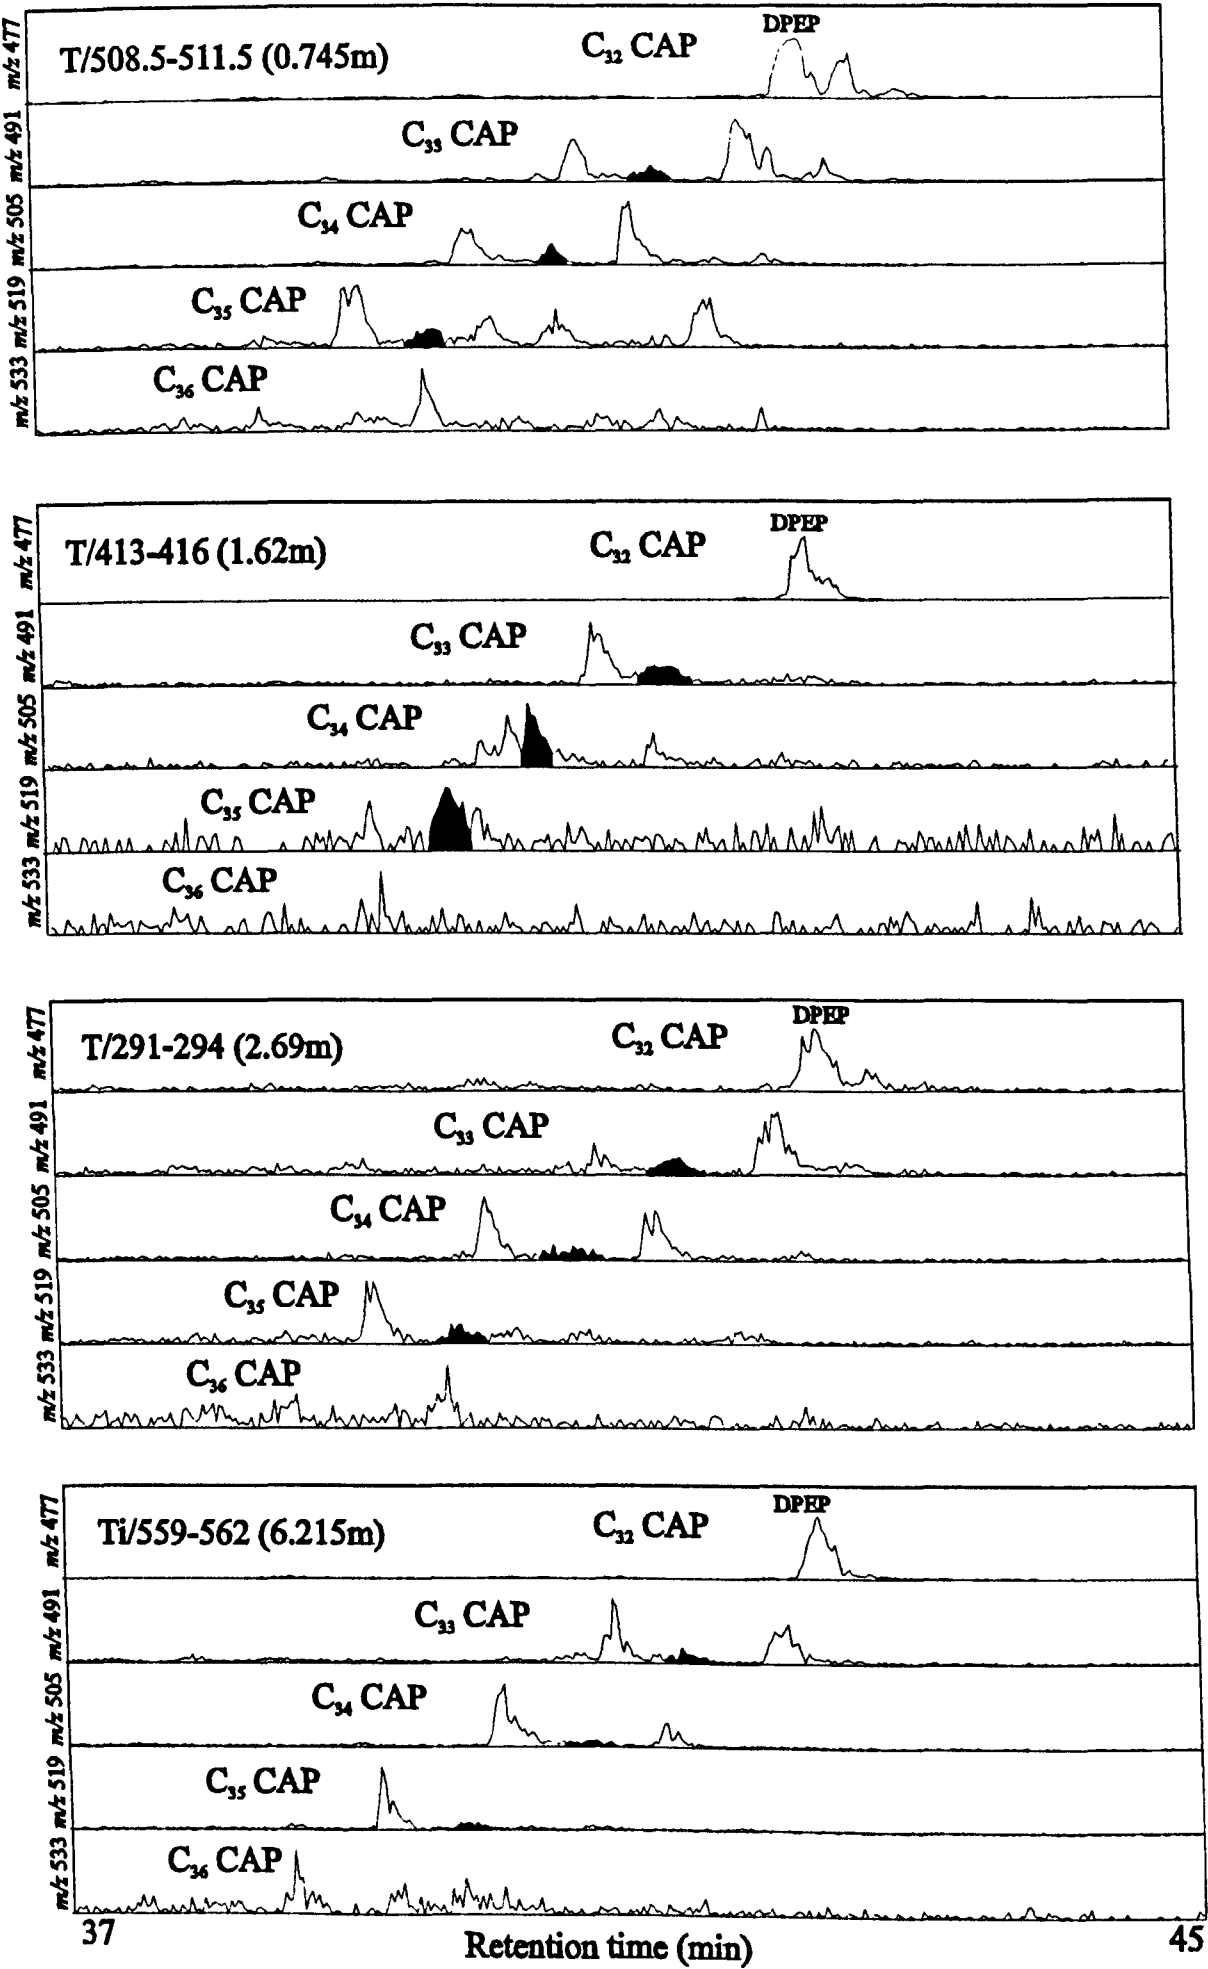 m/z 477
T/508.5-511.5 (0.745m)
C32 CAP
DPEP
m/z 491
C33 CAP
m/z 505
C34 CAP
m/z 519
C35 CAP
m/z 533
C36 CAP
m/z 477
T/413-416 (1.62m)
C32 CAP
DPEP
m/z 491
C33 CAP
m/z 505
C34 CAP
m/z 519
C35 CAP
m/z 533
C36 CAP
m/z 477
T/291-294 (2.69m)
C32 CAP
DPEP
m/z 491
C33 CAP
m/z 505
C34 CAP
m/z 519
C35 CAP
m/z 533
C36 CAP
m/z 477
Ti/559-562 (6.215m)
C32 CAP
DPEP
m/z 491
C33 CAP
m/z 505
C34 CAP
m/z 519
C35 CAP
m/z 533
C36 CAP
37
Retention time (min)
45